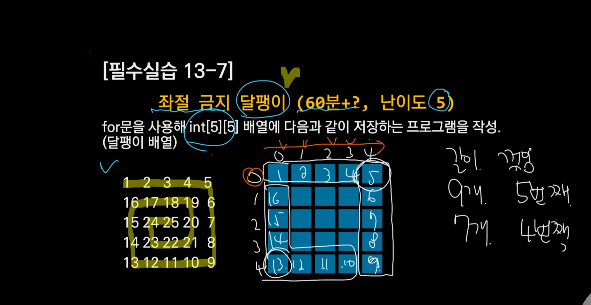 [필수실습 13-7]
좌절 금지 달팽이 (60분+?, 난이도 5)
for문을 사용해 int[5][5] 배열에 다음과 같이 저장하는 프로그램을 작성.
(달팽이 배열)
0 1 2 3 4
0 1 2 3 4 5
1 16 6
2 15 7
3 14 8
4 13 12 11 10 9
1 2 3 4 5
16 17 18 19 6
15 24 25 20 7
14 23 22 21 8
13 12 11 10 9
길이 꺾임
9개 5번째
7개 4번째